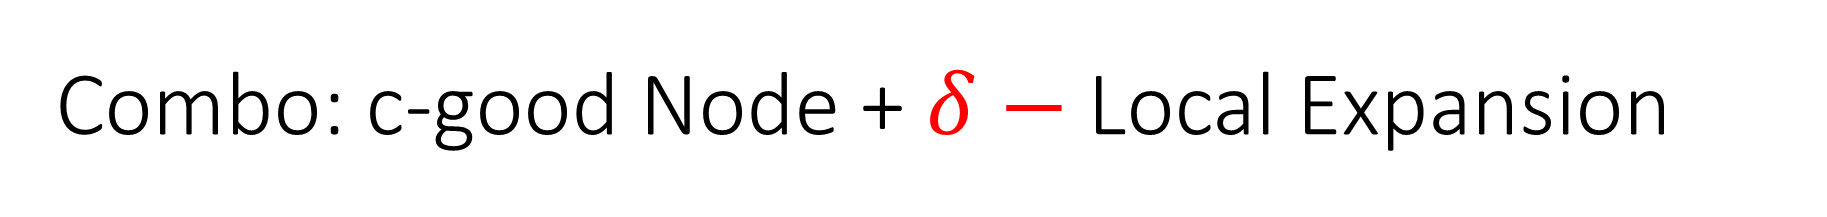 Combo: c-good Node + δ − Local Expansion